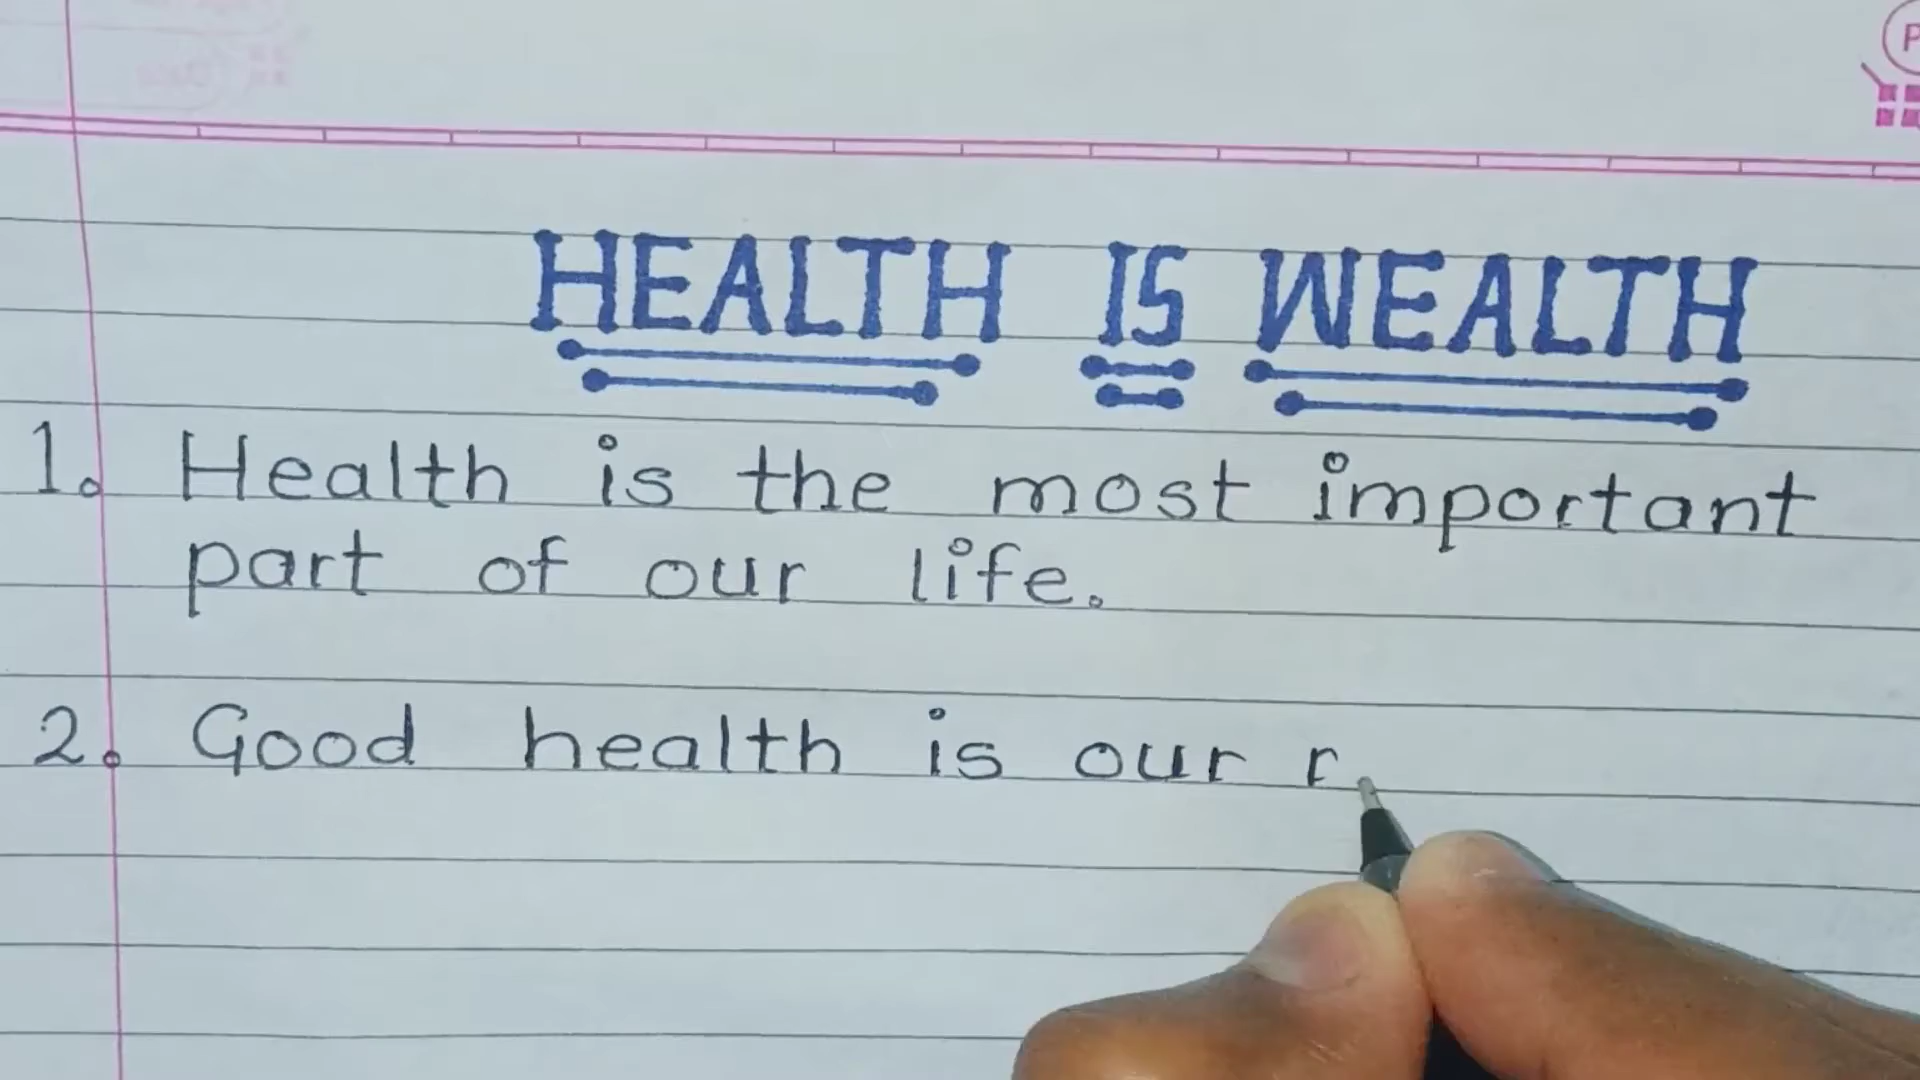 P
HEALTH IS WEALTH
1. Health is the most important
part of our life.
2. Good health is our r